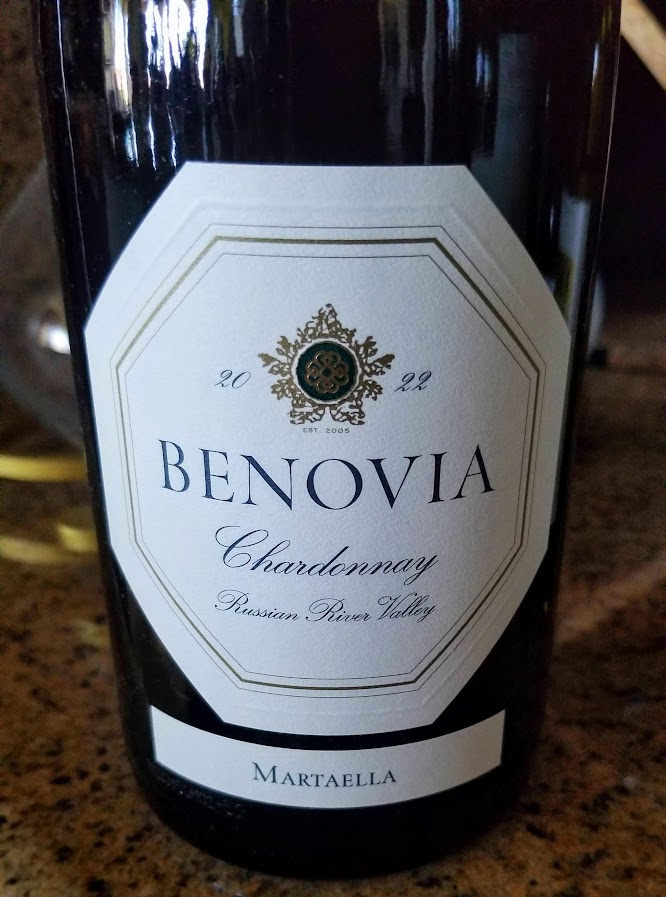 20 22
EST. 2005
BENOVIA
Chardonnay
Russian River Valley
MARTAELLA